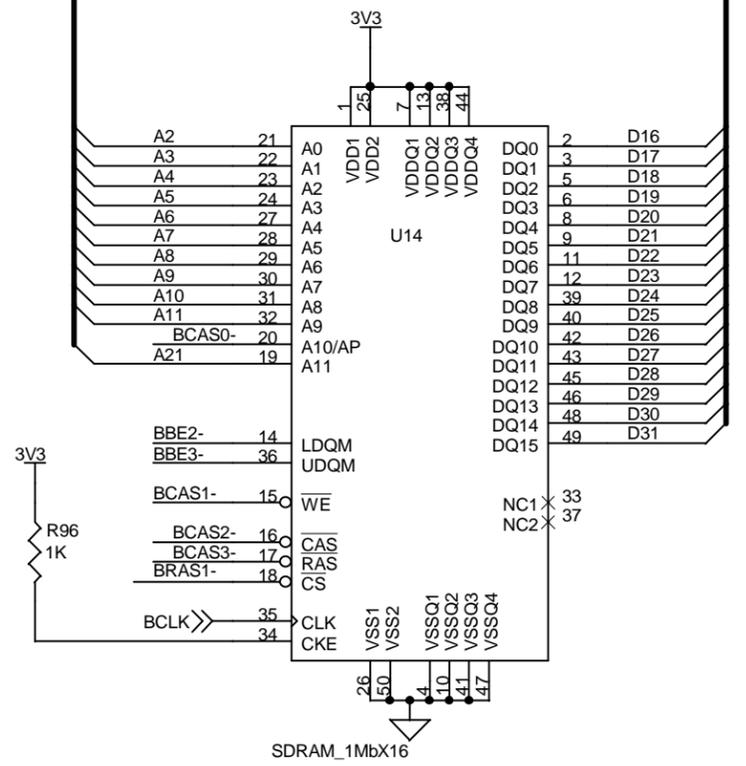 3V3
1 25 7 13 38 44
VDD1 VDD2 VDDQ1 VDDQ2 VDDQ3 VDDQ4
A2 21 A0 DQ0 2 D16
A3 22 A1 DQ1 3 D17
A4 23 A2 DQ2 5 D18
A5 24 A3 DQ3 6 D19
A6 27 A4 DQ4 8 D20
U14
A7 28 A5 DQ5 9 D21
A8 29 A6 DQ6 11 D22
A9 30 A7 DQ7 12 D23
A10 31 A8 DQ8 39 D24
A11 32 A9 DQ9 40 D25
BCAS0- 20 A10/AP DQ10 42 D26
A21 19 A11 DQ11 43 D27
DQ12 45 D28
DQ13 46 D29
DQ14 48 D30
BBE2- 14 LDQM DQ15 49 D31
3V3 BBE3- 36 UDQM
BCAS1- 15 WE NC1 33
NC2 37
R96
1K
BCAS2- 16 CAS
BCAS3- 17 RAS
BRAS1- 18 CS
BCLK 35 CLK
34 CKE
VSS1 VSS2 VSSQ1 VSSQ2 VSSQ3 VSSQ4
26 50 4 10 41 47
SDRAM_1MbX16